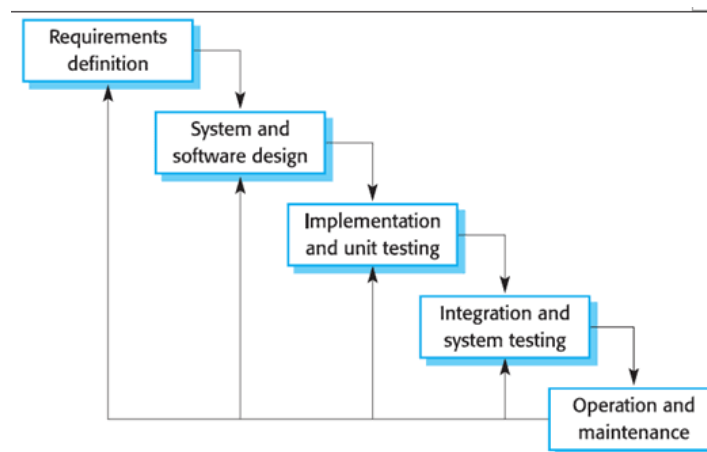 Requirements
definition
System and
software design
Implementation
and unit testing
Integration and
system testing
Operation and
maintenance